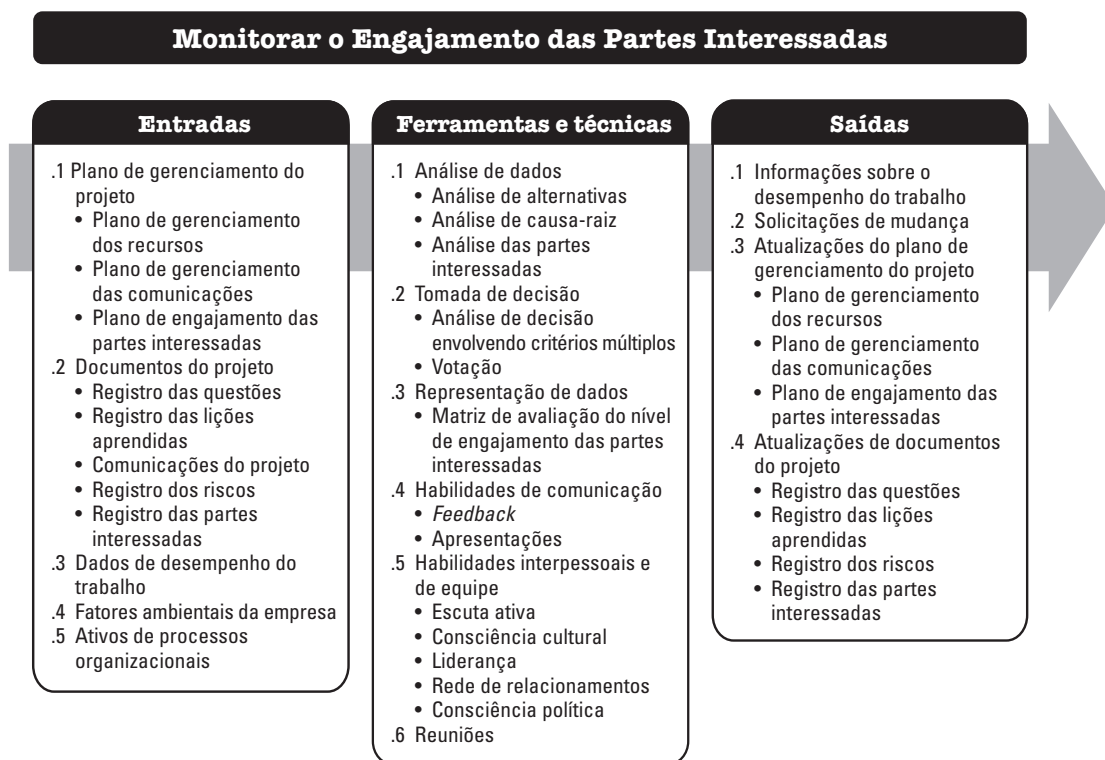 Monitorar o Engajamento das Partes Interessadas
Entradas
.1 Plano de gerenciamento do
projeto
• Plano de gerenciamento
dos recursos
• Plano de gerenciamento
das comunicações
• Plano de engajamento das
partes interessadas
.2 Documentos do projeto
• Registro das questões
• Registro das lições
aprendidas
• Comunicações do projeto
• Registro dos riscos
• Registro das partes
interessadas
.3 Dados de desempenho do
trabalho
.4 Fatores ambientais da empresa
.5 Ativos de processos
organizacionais
Ferramentas e técnicas
.1 Análise de dados
• Análise de alternativas
• Análise de causa-raiz
• Análise das partes
interessadas
.2 Tomada de decisão
• Análise de decisão
envolvendo critérios múltiplos
• Votação
.3 Representação de dados
• Matriz de avaliação do nível
de engajamento das partes
interessadas
.4 Habilidades de comunicação
• Feedback
• Apresentações
.5 Habilidades interpessoais e
de equipe
• Escuta ativa
• Consciência cultural
• Liderança
• Rede de relacionamentos
• Consciência política
.6 Reuniões
Saídas
.1 Informações sobre o
desempenho do trabalho
.2 Solicitações de mudança
.3 Atualizações do plano de
gerenciamento do projeto
• Plano de gerenciamento
dos recursos
• Plano de gerenciamento
das comunicações
• Plano de engajamento das
partes interessadas
.4 Atualizações de documentos
do projeto
• Registro das questões
• Registro das lições
aprendidas
• Registro dos riscos
• Registro das partes
interessadas